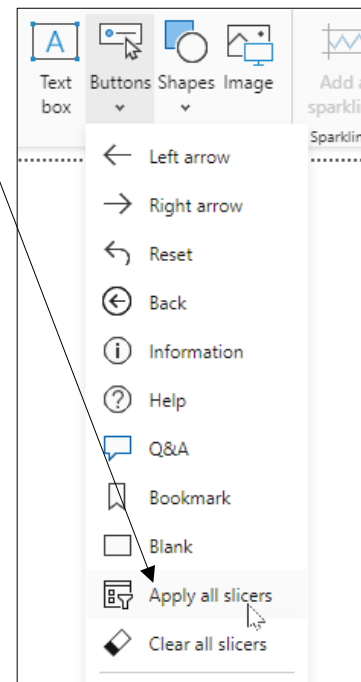 A
Text box
Buttons
Shapes
Image
Add a
sparkli
Sparklin
Left arrow
Right arrow
Reset
Back
Information
Help
Q&A
Bookmark
Blank
Apply all slicers
Clear all slicers